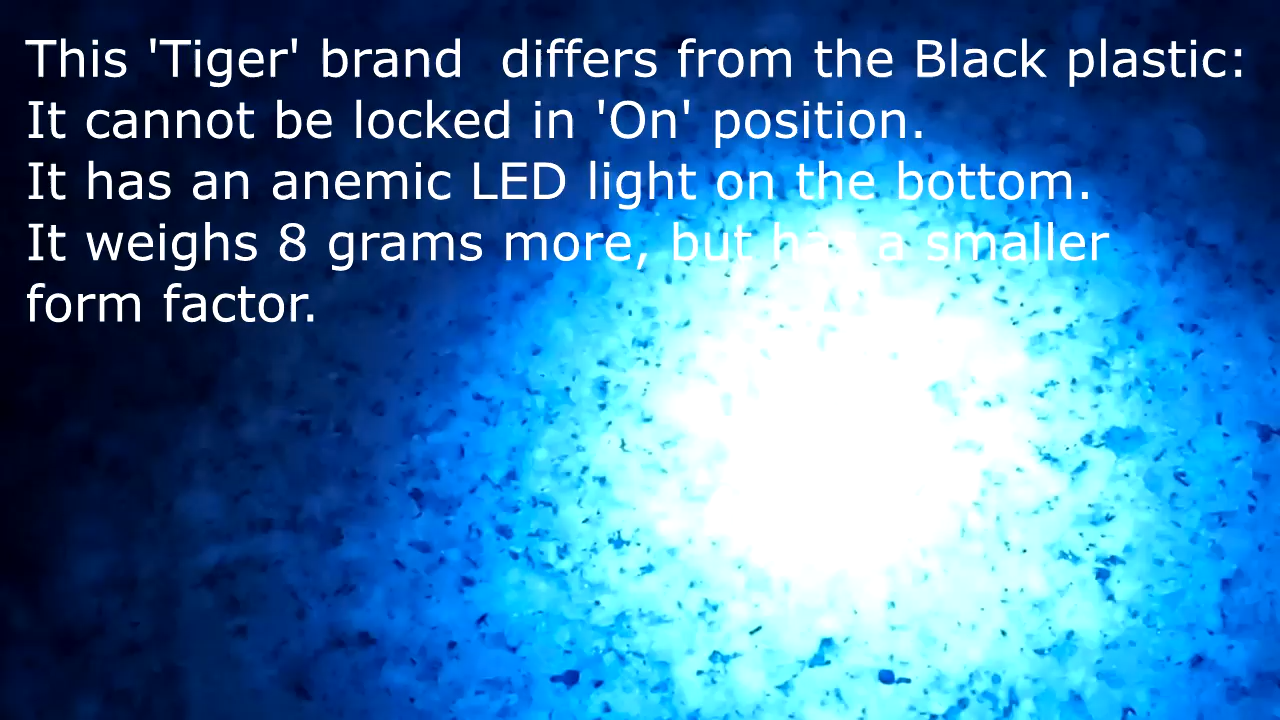 This 'Tiger' brand  differs from the Black plastic:
It cannot be locked in 'On' position.
It has an anemic LED light on the bottom.
It weighs 8 grams more, but has a smaller
form factor.